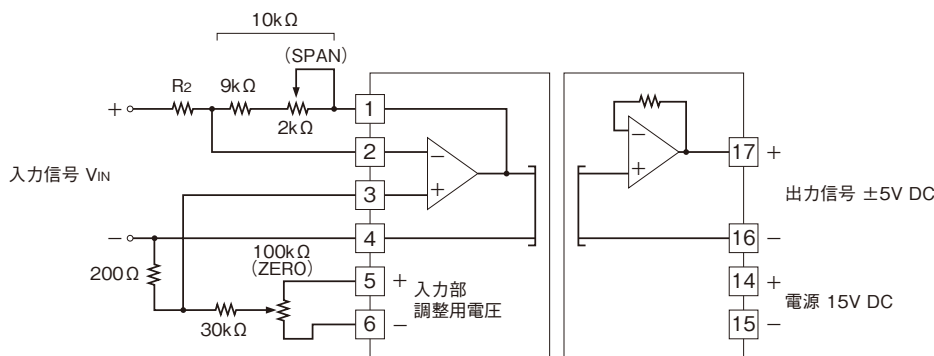 10kΩ
(SPAN)
R2
9kΩ
2kΩ
+
1
2
3
4
5
6
入力信号 VIN
−
200Ω
30kΩ
100kΩ
(ZERO)
+
−
入力部
調整用電圧
−
+
−
+
17 +
出力信号 ±5V DC
16 −
14 +
電源 15V DC
15 −